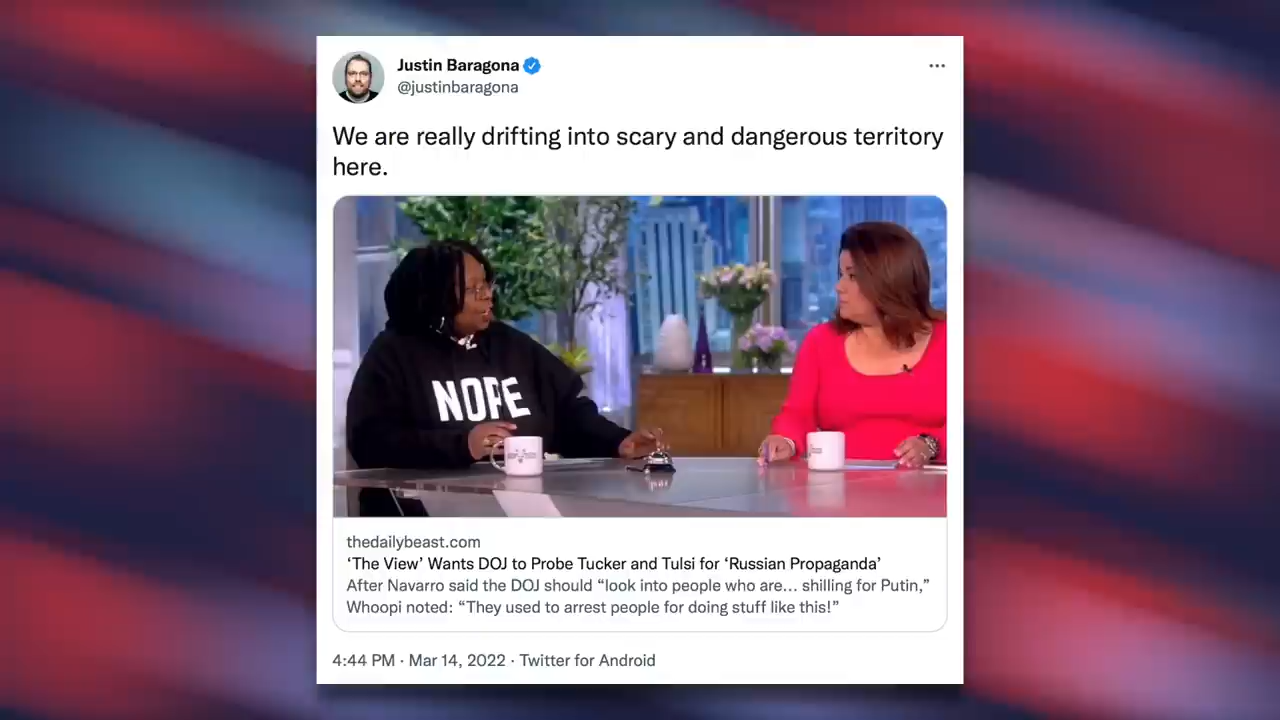 Justin Baragona
@justinbaragona
We are really drifting into scary and dangerous territory
here.
NOPE
thedailybeast.com
‘The View’ Wants DOJ to Probe Tucker and Tulsi for ‘Russian Propaganda’
After Navarro said the DOJ should “look into people who are... shilling for Putin,”
Whoopi noted: “They used to arrest people for doing stuff like this!”
4:44 PM · Mar 14, 2022 · Twitter for Android